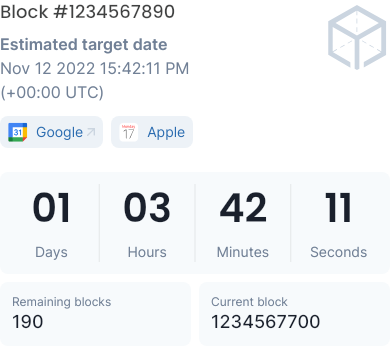 Block #1234567890
Estimated target date
Nov 12 2022 15:42:11 PM
(+00:00 UTC)
31 Google
17 Apple
01 03 42 11
Days Hours Minutes Seconds
Remaining blocks Current block
190 1234567700